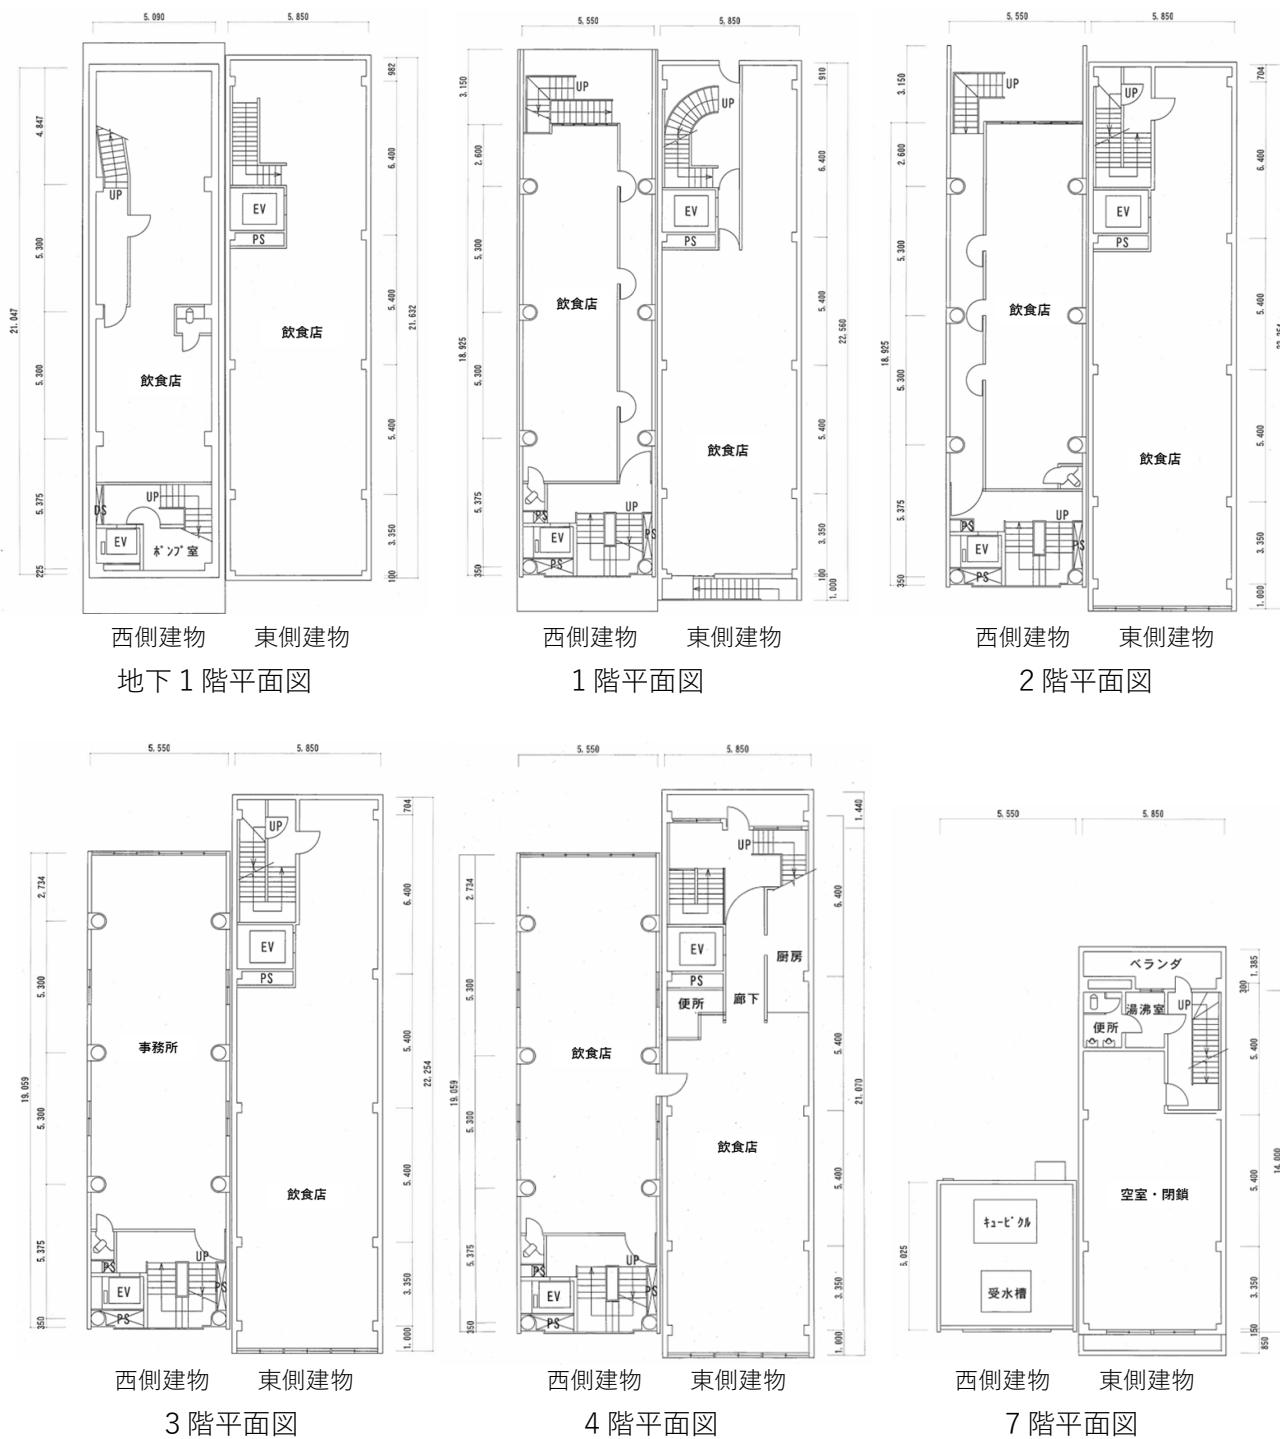 5.090
5.850
982
4.847
6.400
UP
EV
PS
5.300
5.400
飲食店
21.047
21.632
5.300
飲食店
5.400
UP
DS
5.375
EV
ポンプ室
3.350
225
100
西側建物
東側建物
地下1階平面図
5.550
5.850
3.150
910
UP
UP
2.600
6.400
EV
PS
5.300
5.400
飲食店
18.925
22.560
5.300
5.400
飲食店
5.375
UP
PS
PS
EV
3.350
PS
350
100
1.000
西側建物
東側建物
1階平面図
5.550
5.850
3.150
704
UP
UP
2.600
6.400
EV
PS
5.300
5.400
飲食店
18.925
5.300
5.400
飲食店
5.375
UP
PS
PS
EV
3.350
PS
350
1.000
西側建物
東側建物
2階平面図
5.550
5.850
704
UP
2.734
6.400
EV
PS
5.300
5.400
事務所
19.059
22.254
5.300
5.400
飲食店
5.375
UP
PS
PS
EV
3.350
PS
350
1.000
西側建物
東側建物
3階平面図
5.550
5.850
1.440
UP
2.734
6.400
EV
厨房
PS
便所
廊下
5.300
5.400
飲食店
19.059
21.070
5.300
5.400
飲食店
5.375
UP
PS
PS
EV
3.350
PS
350
1.000
西側建物
東側建物
4階平面図
5.550
5.850
ベランダ
1.385
300
湯沸室
UP
便所
5.400
14.000
5.400
空室・閉鎖
キュービクル
5.025
受水槽
3.350
150
850
西側建物
東側建物
7階平面図